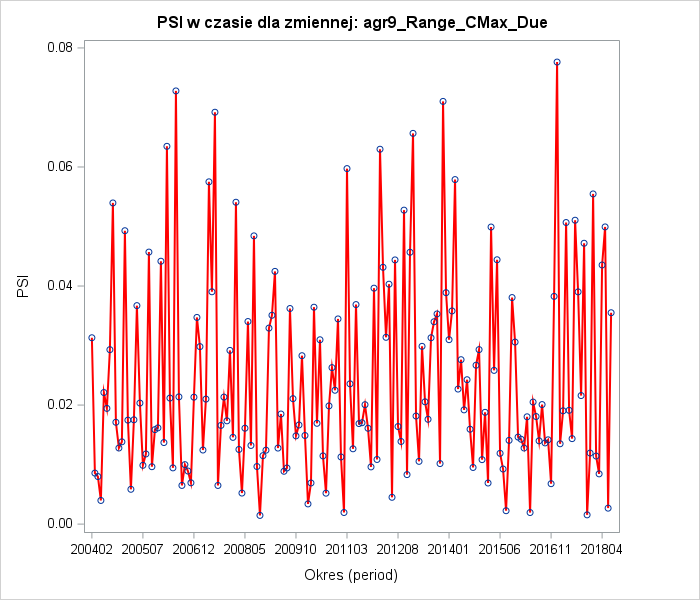 PSI w czasie dla zmiennej: agr9_Range_CMax_Due
0.08
0.06
0.04
0.02
0.00
PSI
200402 200507 200612 200805 200910 201103 201208 201401 201506 201611 201804
Okres (period)